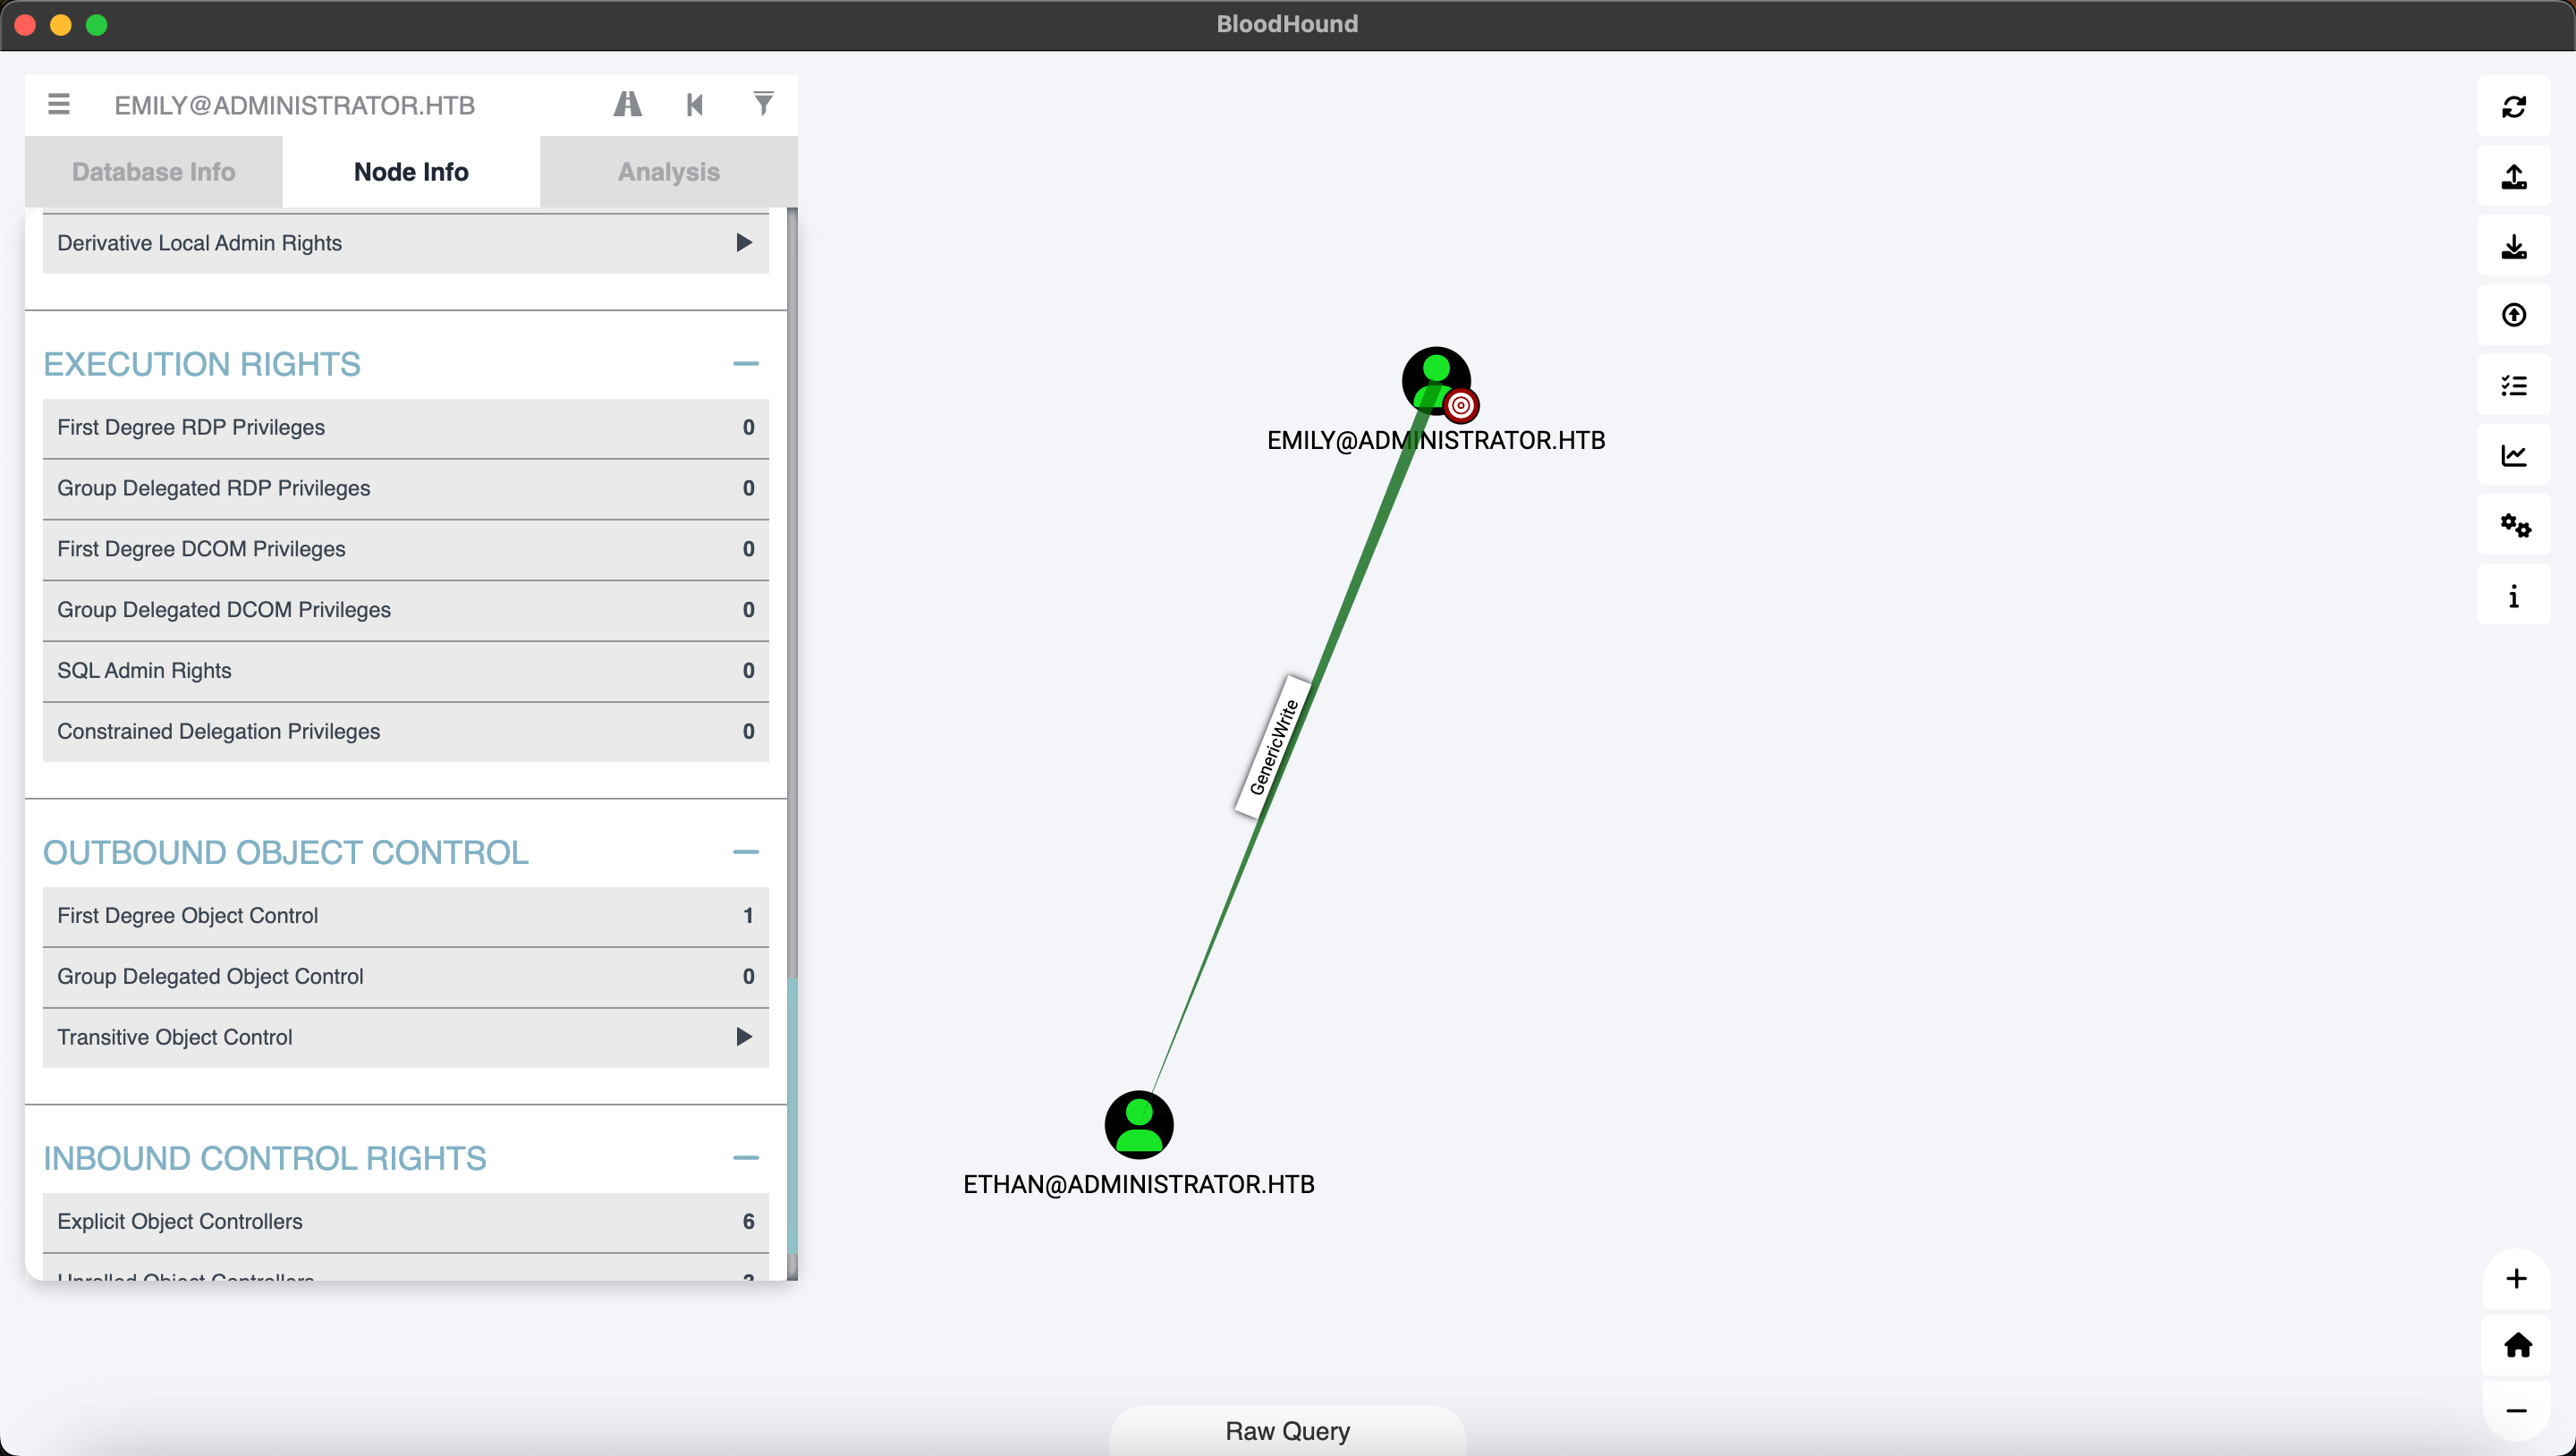 BloodHound
EMILY@ADMINISTRATOR.HTB
Database Info
Node Info
Analysis
Derivative Local Admin Rights
EXECUTION RIGHTS
First Degree RDP Privileges 0
Group Delegated RDP Privileges 0
First Degree DCOM Privileges 0
Group Delegated DCOM Privileges 0
SQL Admin Rights 0
Constrained Delegation Privileges 0
OUTBOUND OBJECT CONTROL
First Degree Object Control 1
Group Delegated Object Control 0
Transitive Object Control
INBOUND CONTROL RIGHTS
Explicit Object Controllers 6
Unrolled Object Controllers
EMILY@ADMINISTRATOR.HTB
GenericWrite
ETHAN@ADMINISTRATOR.HTB
Raw Query